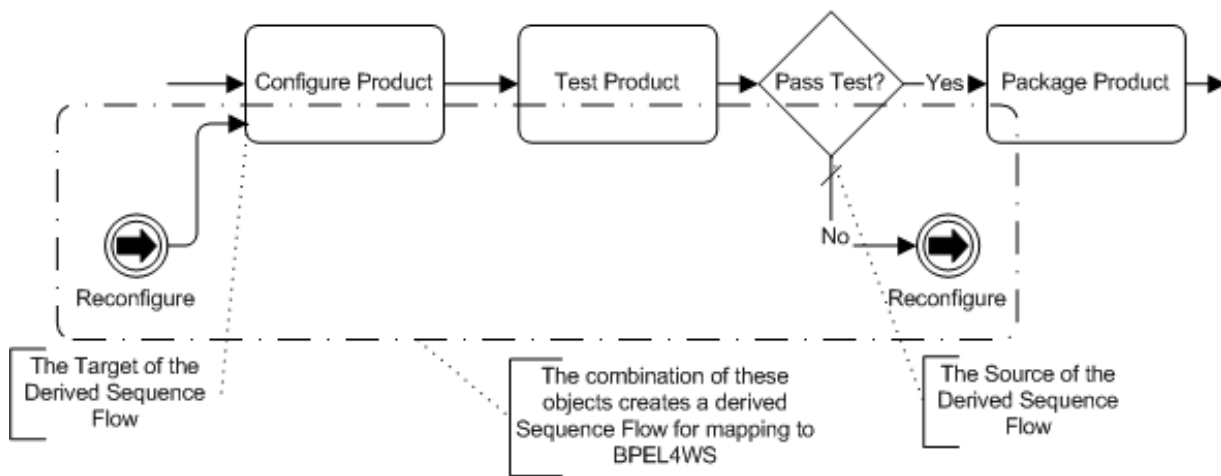 Configure Product
Test Product
Pass Test?
Yes
Package Product
No
Reconfigure
Reconfigure
The Target of the
Derived Sequence
Flow
The combination of these
objects creates a derived
Sequence Flow for mapping to
BPEL4WS
The Source of the
Derived Sequence
Flow